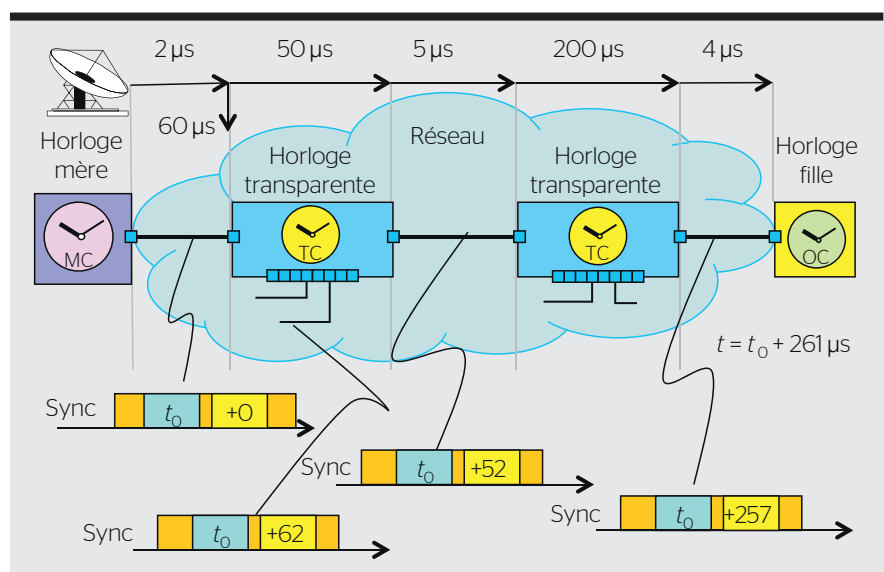 2 µs 50 µs 5 µs 200 µs 4 µs
60 µs
Horloge
mère
Horloge
transparente
Réseau
Horloge
transparente
Horloge
fille
MC
TC
TC
OC
t = t0 + 261 µs
Sync t0 +0
Sync t0 +52
Sync t0 +62
Sync t0 +257